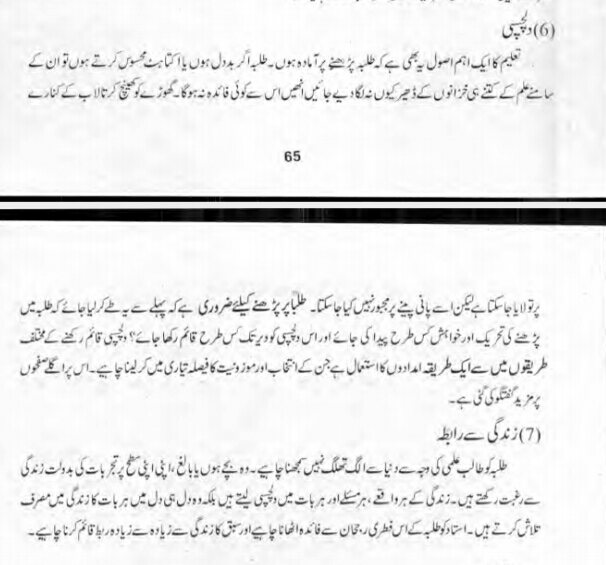 (6) دلچسپی
تعلیم کا ایک اہم اصول یہ بھی ہے کہ طلبہ پڑھنے پر آمادہ ہوں۔ طلبہ اگر بددل ہوں یا اکتاہٹ محسوس کرتے ہوں تو ان کے
سامنے علم کے کتنے ہی خزانوں کے ڈھیر کیوں نہ لگا دیے جائیں انھیں اس سے کوئی فائدہ نہ ہوگا۔ گھوڑے کو کھینچ کر تالاب کے کنارے
65
پر تو لایا جاسکتا ہے لیکن اسے پانی پینے پر مجبور نہیں کیا جاسکتا۔ طلبا پر پڑھنے کیلئے ضروری ہے کہ پہلے سے یہ طے کر لیا جائے کہ طلبہ میں
پڑھنے کی تحریک اور خواہش کس طرح پیدا کی جائے اور اس دلچسپی کو دیر تک کس طرح قائم رکھا جائے؟ دلچسپی قائم رکھنے کے مختلف
طریقوں میں سے ایک طریقہ امدادوں کا استعمال ہے جن کے انتخاب اور موزونیت کا فیصلہ تیاری میں کر لینا چاہیے۔ اس پر اگلے صفحوں
پر مزید گفتگو کی گئی ہے۔
(7) زندگی سے رابطہ
طلبہ کو طالب علمی کی وجہ سے دنیا سے الگ تھلگ نہیں سمجھنا چاہیے۔ وہ بچے ہوں یا بالغ، اپنی اپنی سطح پر تجربات کی بدولت زندگی
سے رغبت رکھتے ہیں۔ زندگی کے ہر واقعے، ہر مسئلے اور ہر بات میں دلچسپی لیتے ہیں بلکہ وہ دل ہی دل میں ہر بات کا زندگی میں مصرف
تلاش کرتے ہیں۔ استاد کو طلبہ کے اس فطری رجحان سے فائدہ اٹھانا چاہیے اور سبق کا زندگی سے زیادہ سے زیادہ ربط قائم کرنا چاہیے۔